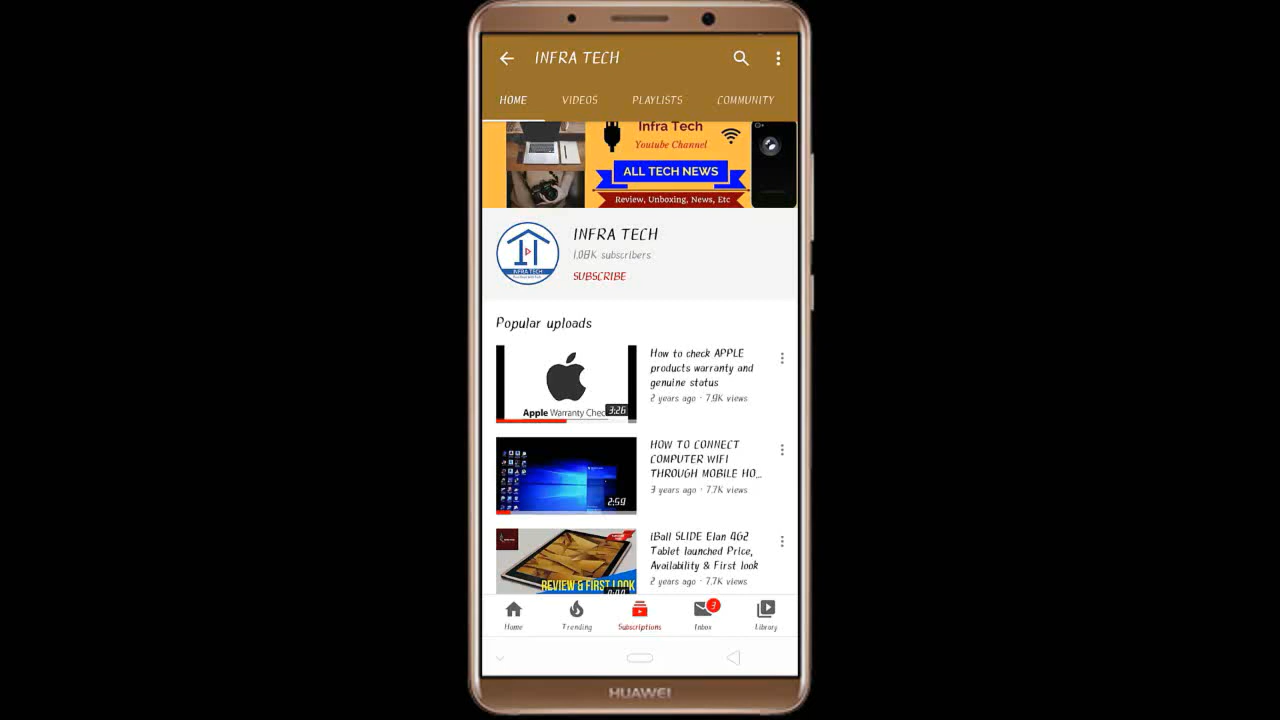 INFRA TECH
HOME VIDEOS PLAYLISTS COMMUNITY
Infra Tech
Youtube Channel
ALL TECH NEWS
Review, Unboxing, News, Etc
INFRA TECH
INFRA TECH
1.08K subscribers
SUBSCRIBE
Popular uploads
Apple Warranty Chec
3:26
How to check APPLE
products warranty and
genuine status
2 years ago · 7.9K views
2:59
HOW TO CONNECT
COMPUTER WIFI
THROUGH MOBILE HO...
3 years ago · 7.7K views
REVIEW & FIRST LOOK
iBall SLIDE Elan 4G2
Tablet launched Price,
Availability & First look
2 years ago · 7.7K views
Home Trending Subscriptions Inbox 7 Library
HUAWEI